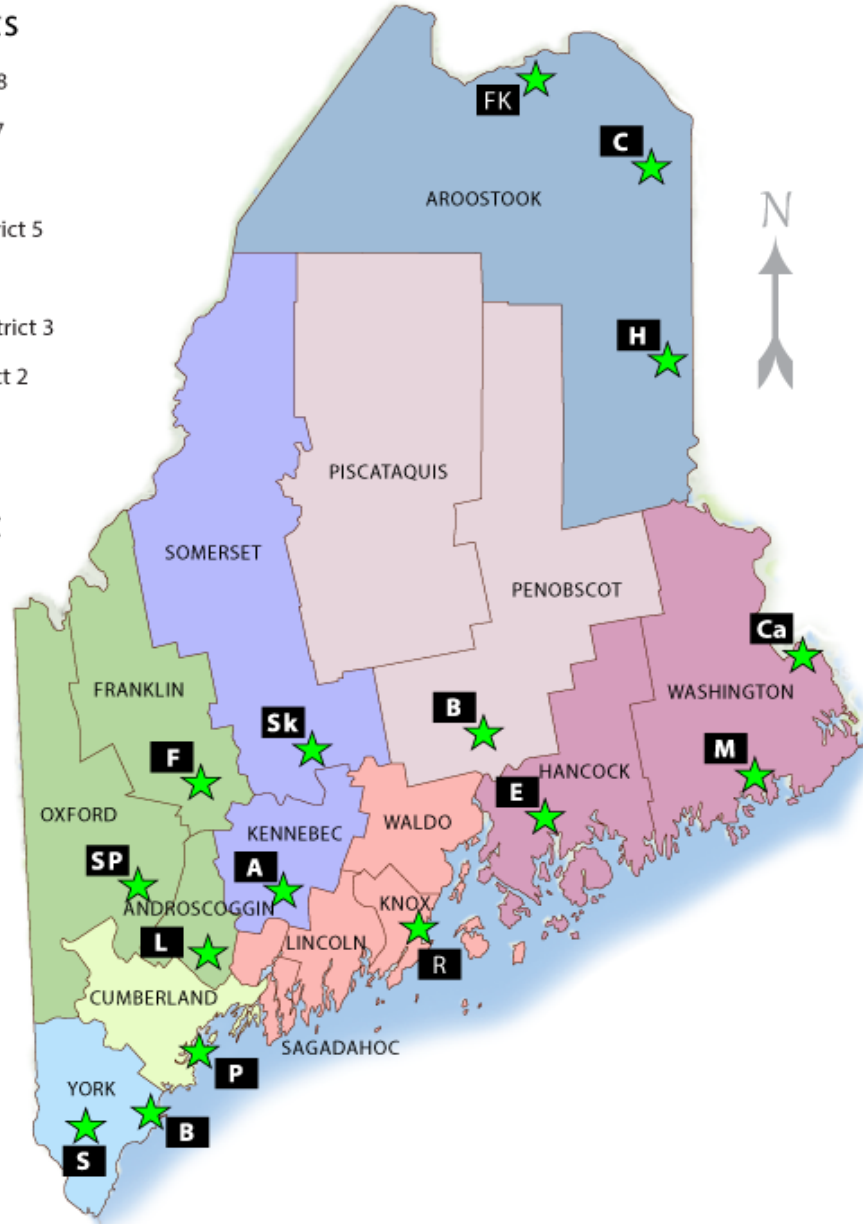 ES
8
FK
7
C
N
AROOSTOOK
rict 5
trict 3
H
ct 2
PISCATAQUIS
SOMERSET
PENOBSCOT
Ca
FRANKLIN
WASHINGTON
B
Sk
M
F
HANCOCK
E
OXFORD
WALDO
KENNEBEC
SP
A
KNOX
ANDROSCOGGIN
L
LINCOLN
R
CUMBERLAND
SAGADAHOC
P
YORK
B
S